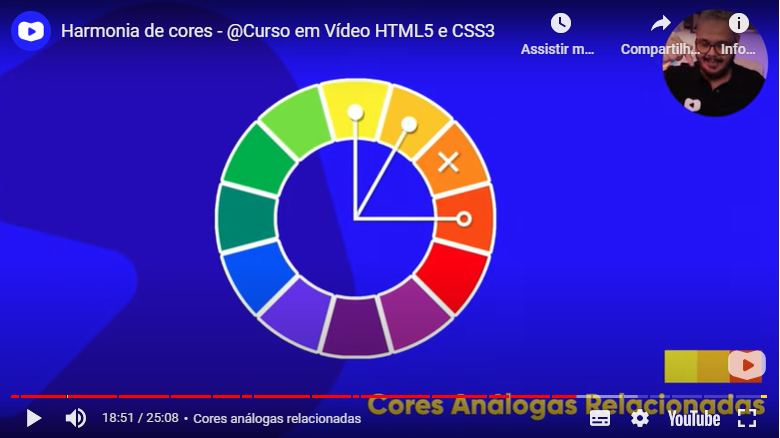 Harmonia de cores - @Curso em Vídeo HTML5 e CSS3
Assistir m...
Compartilh...
Info...
Cores Análogas Relacionadas
18:51 / 25:08 • Cores análogas relacionadas
YouTube